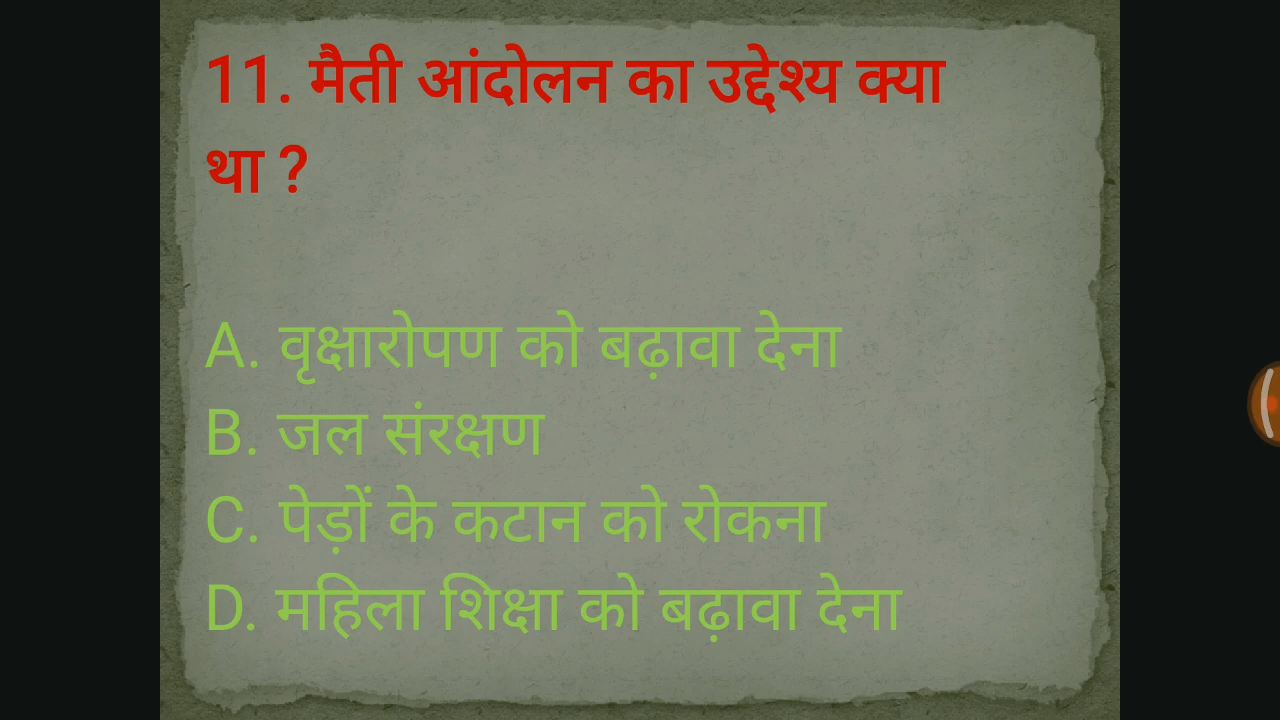 11. मैती आंदोलन का उद्देश्य क्या
था ?
A. वृक्षारोपण को बढ़ावा देना
B. जल संरक्षण
C. पेड़ों के कटान को रोकना
D. महिला शिक्षा को बढ़ावा देना